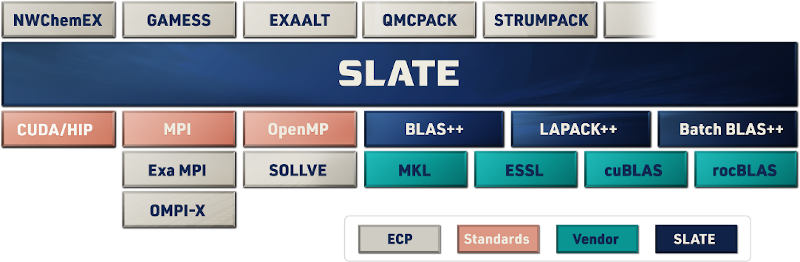 NWChemEX GAMESS EXAALT QMCPACK STRUMPACK
SLATE
CUDA/HIP MPI OpenMP BLAS++ LAPACK++ Batch BLAS++
Exa MPI SOLLVE MKL ESSL cuBLAS rocBLAS
OMPI-X
ECP Standards Vendor SLATE